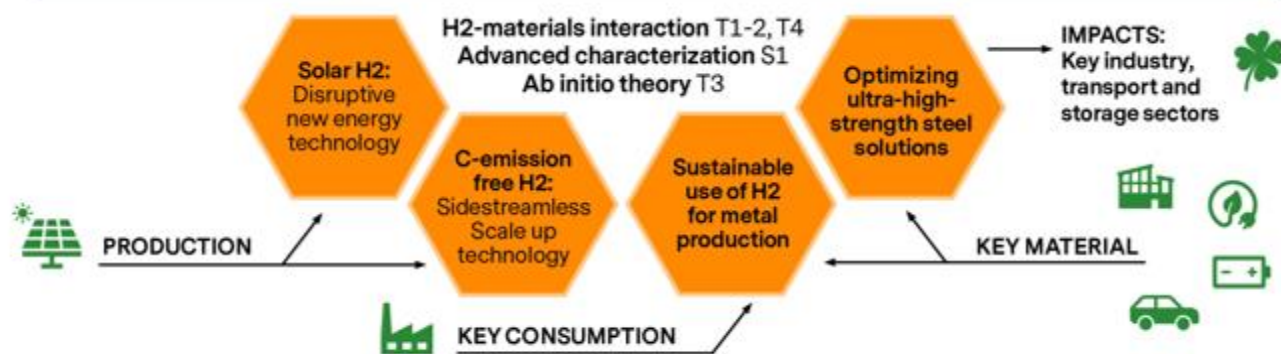 H2-materials interaction T1-2, T4
Advanced characterization S1
Ab initio theory T3
Solar H2:
Disruptive
new energy
technology
C-emission
free H2:
Sidestreamless
Scale up
technology
Sustainable
use of H2
for metal
production
Optimizing
ultra-high-
strength steel
solutions
IMPACTS:
Key industry,
transport and
storage sectors
PRODUCTION
KEY CONSUMPTION
KEY MATERIAL